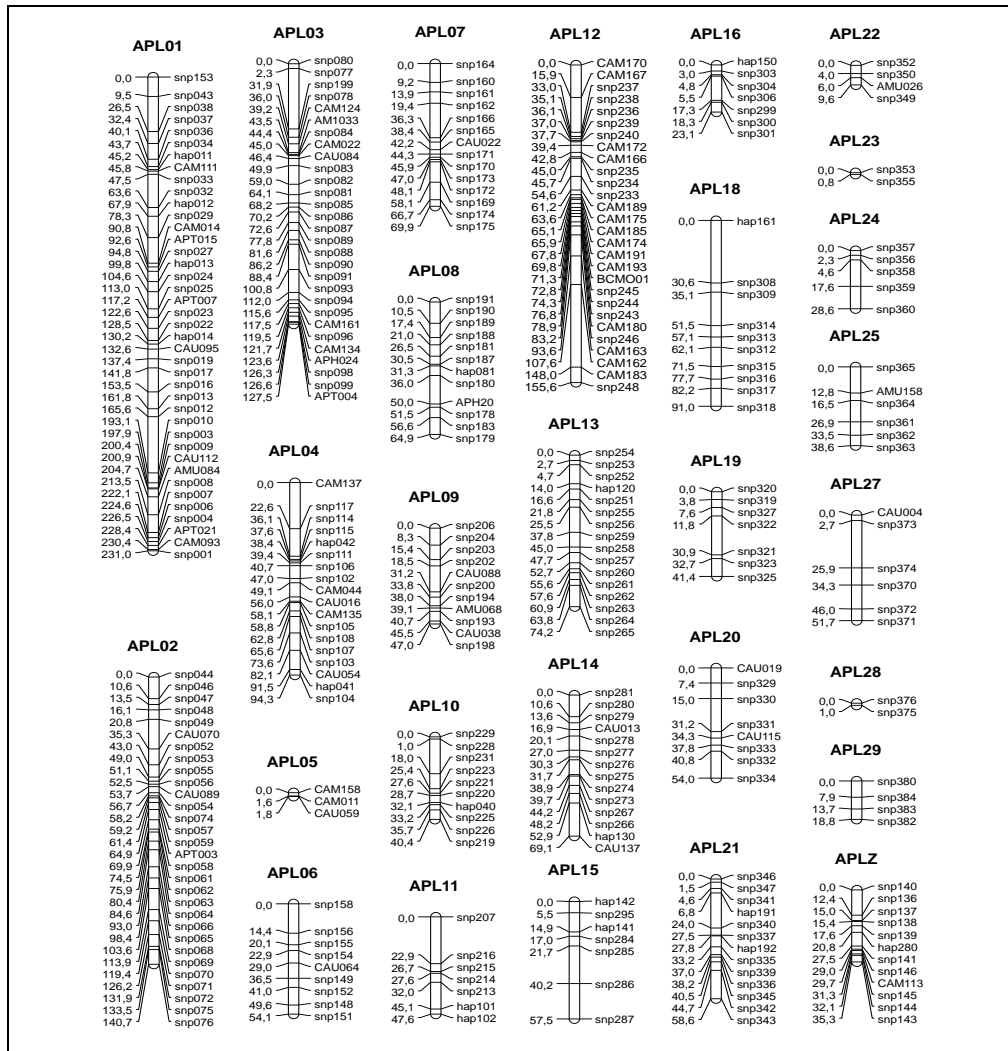 APL01
0,0 snp153
9,5 snp043
26,5 snp038
32,4 snp037
40,1 snp036
43,7 snp034
45,2 hap011
45,8 CAM111
47,5 snp033
63,6 snp032
67,9 hap012
78,3 snp029
90,8 CAM014
92,6 APT015
94,8 snp027
99,8 hap013
104,6 snp024
113,0 snp025
117,2 APT007
122,6 snp023
128,5 snp022
130,2 hap014
132,6 CAU095
137,4 snp019
141,8 snp017
153,5 snp016
161,8 snp013
165,6 snp012
193,1 snp010
197,9 snp003
200,4 snp009
200,9 CAU112
204,7 AMU084
213,5 snp008
222,1 snp007
224,6 snp006
226,5 snp004
228,4 APT021
230,4 CAM093
231,0 snp001
APL02
0,0 snp044
10,6 snp046
13,5 snp047
16,1 snp048
20,8 snp049
35,3 CAU070
43,0 snp052
49,0 snp053
51,1 snp055
52,5 snp056
53,7 CAU089
56,7 snp054
58,2 snp074
59,2 snp057
61,4 snp059
64,9 APT003
69,9 snp058
74,5 snp061
75,9 snp062
80,4 snp063
84,6 snp064
93,0 snp066
98,4 snp065
103,6 snp068
113,9 snp069
119,4 snp070
126,2 snp071
131,9 snp072
133,5 snp075
140,7 snp076
APL03
0,0 snp080
2,3 snp077
31,9 snp199
36,0 snp078
39,2 CAM124
43,5 AM1033
44,4 snp084
45,0 CAM022
46,4 CAU084
49,9 snp083
59,0 snp082
64,1 snp081
68,2 snp085
70,2 snp086
72,6 snp087
77,8 snp089
81,6 snp088
86,2 snp090
88,4 snp091
100,8 snp093
112,0 snp094
115,6 snp095
117,5 CAM161
119,5 snp096
121,7 CAM134
123,6 APH024
126,3 snp098
126,6 snp099
127,5 APT004
APL04
0,0 CAM137
22,6 snp117
36,1 snp114
37,6 snp115
38,4 hap042
39,4 snp111
40,7 snp106
47,0 snp102
49,1 CAM044
56,0 CAU016
58,1 CAM135
58,8 snp105
62,8 snp108
65,6 snp107
73,6 snp103
82,1 CAU054
91,5 hap041
94,3 snp104
APL05
0,0 CAM158
1,6 CAM011
1,8 CAU059
APL06
0,0 snp158
14,4 snp156
20,1 snp155
22,9 snp154
29,0 CAU064
36,5 snp149
41,0 snp152
49,6 snp148
54,1 snp151
APL07
0,0 snp164
9,2 snp160
13,9 snp161
19,4 snp162
36,3 snp166
38,4 snp165
42,2 CAU022
44,3 snp171
45,9 snp170
47,0 snp173
48,1 snp172
58,1 snp169
66,7 snp174
69,9 snp175
APL08
0,0 snp191
10,5 snp190
17,4 snp189
21,0 snp188
26,5 snp181
30,5 snp187
31,3 hap081
36,0 snp180
50,0 APH20
51,5 snp178
56,6 snp183
64,9 snp179
APL09
0,0 snp206
8,3 snp204
15,4 snp203
18,5 snp202
31,2 CAU088
33,8 snp200
38,0 snp194
39,1 AMU068
40,7 snp193
45,5 CAU038
47,0 snp198
APL10
0,0 snp229
1,0 snp228
18,0 snp231
25,4 snp223
27,6 snp221
28,7 snp220
32,1 hap040
33,2 snp225
35,7 snp226
40,4 snp219
APL11
0,0 snp207
22,9 snp216
26,7 snp215
27,6 snp214
32,0 snp213
45,1 hap101
47,6 hap102
APL12
0,0 CAM170
15,9 CAM167
33,0 snp237
35,1 snp238
36,1 snp236
37,0 snp239
37,7 snp240
39,4 CAM172
42,8 CAM166
45,0 snp235
45,7 snp234
54,6 snp233
61,2 CAM189
63,6 CAM175
65,1 CAM185
65,9 CAM174
67,8 CAM191
69,8 CAM193
71,3 BCMO01
72,8 snp245
74,3 snp244
76,8 snp243
78,9 CAM180
83,2 snp246
93,6 CAM163
107,6 CAM162
148,0 CAM183
155,6 snp248
APL13
0,0 snp254
2,7 snp253
4,7 snp252
14,0 hap120
16,6 snp251
21,8 snp255
25,5 snp256
37,8 snp259
45,0 snp258
47,7 snp257
52,7 snp260
55,6 snp261
57,6 snp262
60,9 snp263
63,8 snp264
74,2 snp265
APL14
0,0 snp281
10,6 snp280
13,6 snp279
16,9 CAU013
20,1 snp278
27,0 snp277
30,3 snp276
31,7 snp275
38,9 snp274
39,7 snp273
44,2 snp267
48,2 snp266
52,9 hap130
69,1 CAU137
APL15
0,0 hap142
5,5 snp295
14,9 hap141
17,0 snp284
21,7 snp285
40,2 snp286
57,5 snp287
APL16
0,0 hap150
3,0 snp303
4,8 snp304
5,5 snp306
17,3 snp299
18,3 snp300
23,1 snp301
APL18
0,0 hap161
30,6 snp308
35,1 snp309
51,5 snp314
57,1 snp313
62,1 snp312
71,5 snp315
77,7 snp316
82,2 snp317
91,0 snp318
APL19
0,0 snp320
3,8 snp319
7,6 snp327
11,8 snp322
30,9 snp321
32,7 snp323
41,4 snp325
APL20
0,0 CAU019
7,4 snp329
15,0 snp330
31,2 snp331
34,3 CAU115
37,8 snp333
40,8 snp332
54,0 snp334
APL21
0,0 snp346
1,5 snp347
4,6 snp341
6,8 hap191
24,0 snp340
27,5 snp337
27,8 hap192
33,2 snp335
37,0 snp339
38,2 snp336
40,5 snp345
44,7 snp342
58,6 snp343
APL22
0,0 snp352
4,0 snp350
6,0 AMU026
9,6 snp349
APL23
0,0 snp353
0,8 snp355
APL24
0,0 snp357
2,3 snp356
4,6 snp358
17,6 snp359
28,6 snp360
APL25
0,0 snp365
12,8 AMU158
16,5 snp364
26,9 snp361
33,5 snp362
38,6 snp363
APL27
0,0 CAU004
2,7 snp373
25,9 snp374
34,3 snp370
46,0 snp372
51,7 snp371
APL28
0,0 snp376
1,0 snp375
APL29
0,0 snp380
7,9 snp384
13,7 snp383
18,8 snp382
APLZ
0,0 snp140
12,4 snp136
15,0 snp137
15,4 snp138
17,6 snp139
20,8 hap280
27,5 snp141
29,0 snp146
29,7 CAM113
31,3 snp145
32,1 snp144
35,3 snp143